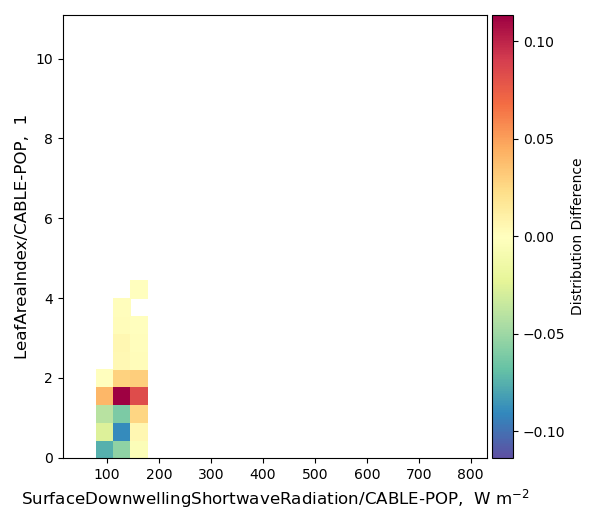 10
8
6
4
2
0
LeafAreaIndex/CABLE-POP,  1
100 200 300 400 500 600 700 800
SurfaceDownwellingShortwaveRadiation/CABLE-POP,  W m−2
0.10
0.05
0.00
−0.05
−0.10
Distribution Difference